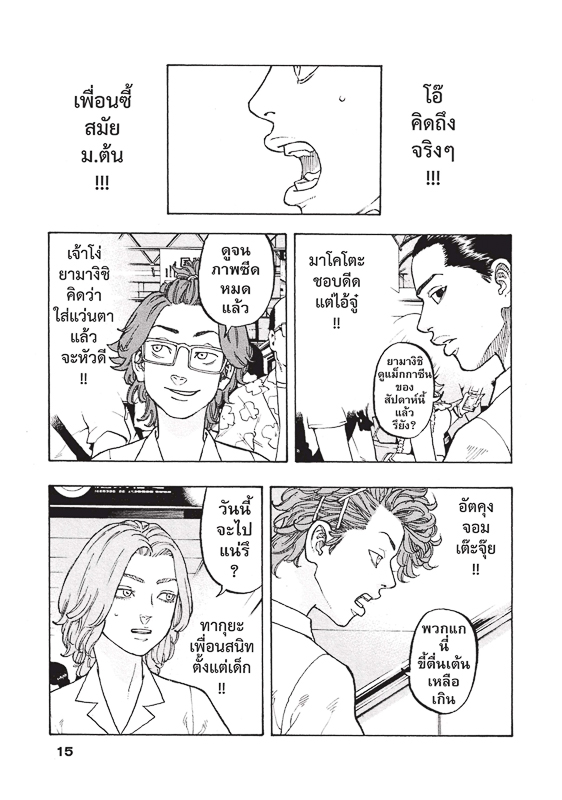 โอ๊
คิดถึง
จริงๆ
!!!
เพื่อนซี้
สมัย
ม.ต้น
!!!
มาโคโตะ
ชอบดีด
แต่ไอ้จู๋
!!
ยามางิชิ
ดูแม็กกาซีน
ของ
สัปดาห์นี้
แล้ว
รึยัง?
ดูจน
ภาพซีด
หมด
แล้ว
เจ้าโง่
ยามางิชิ
คิดว่า
ใส่แว่นตา
แล้ว
จะหัวดี
!!
อัตคุง
จอม
เต๊ะจุ๊ย
!!
พวกแก
นี่
ขี้ตื่นเต้น
เหลือ
เกิน
วันนี้
จะไป
แน่รึ
?
ทากุยะ
เพื่อนสนิท
ตั้งแต่เด็ก
!!
15